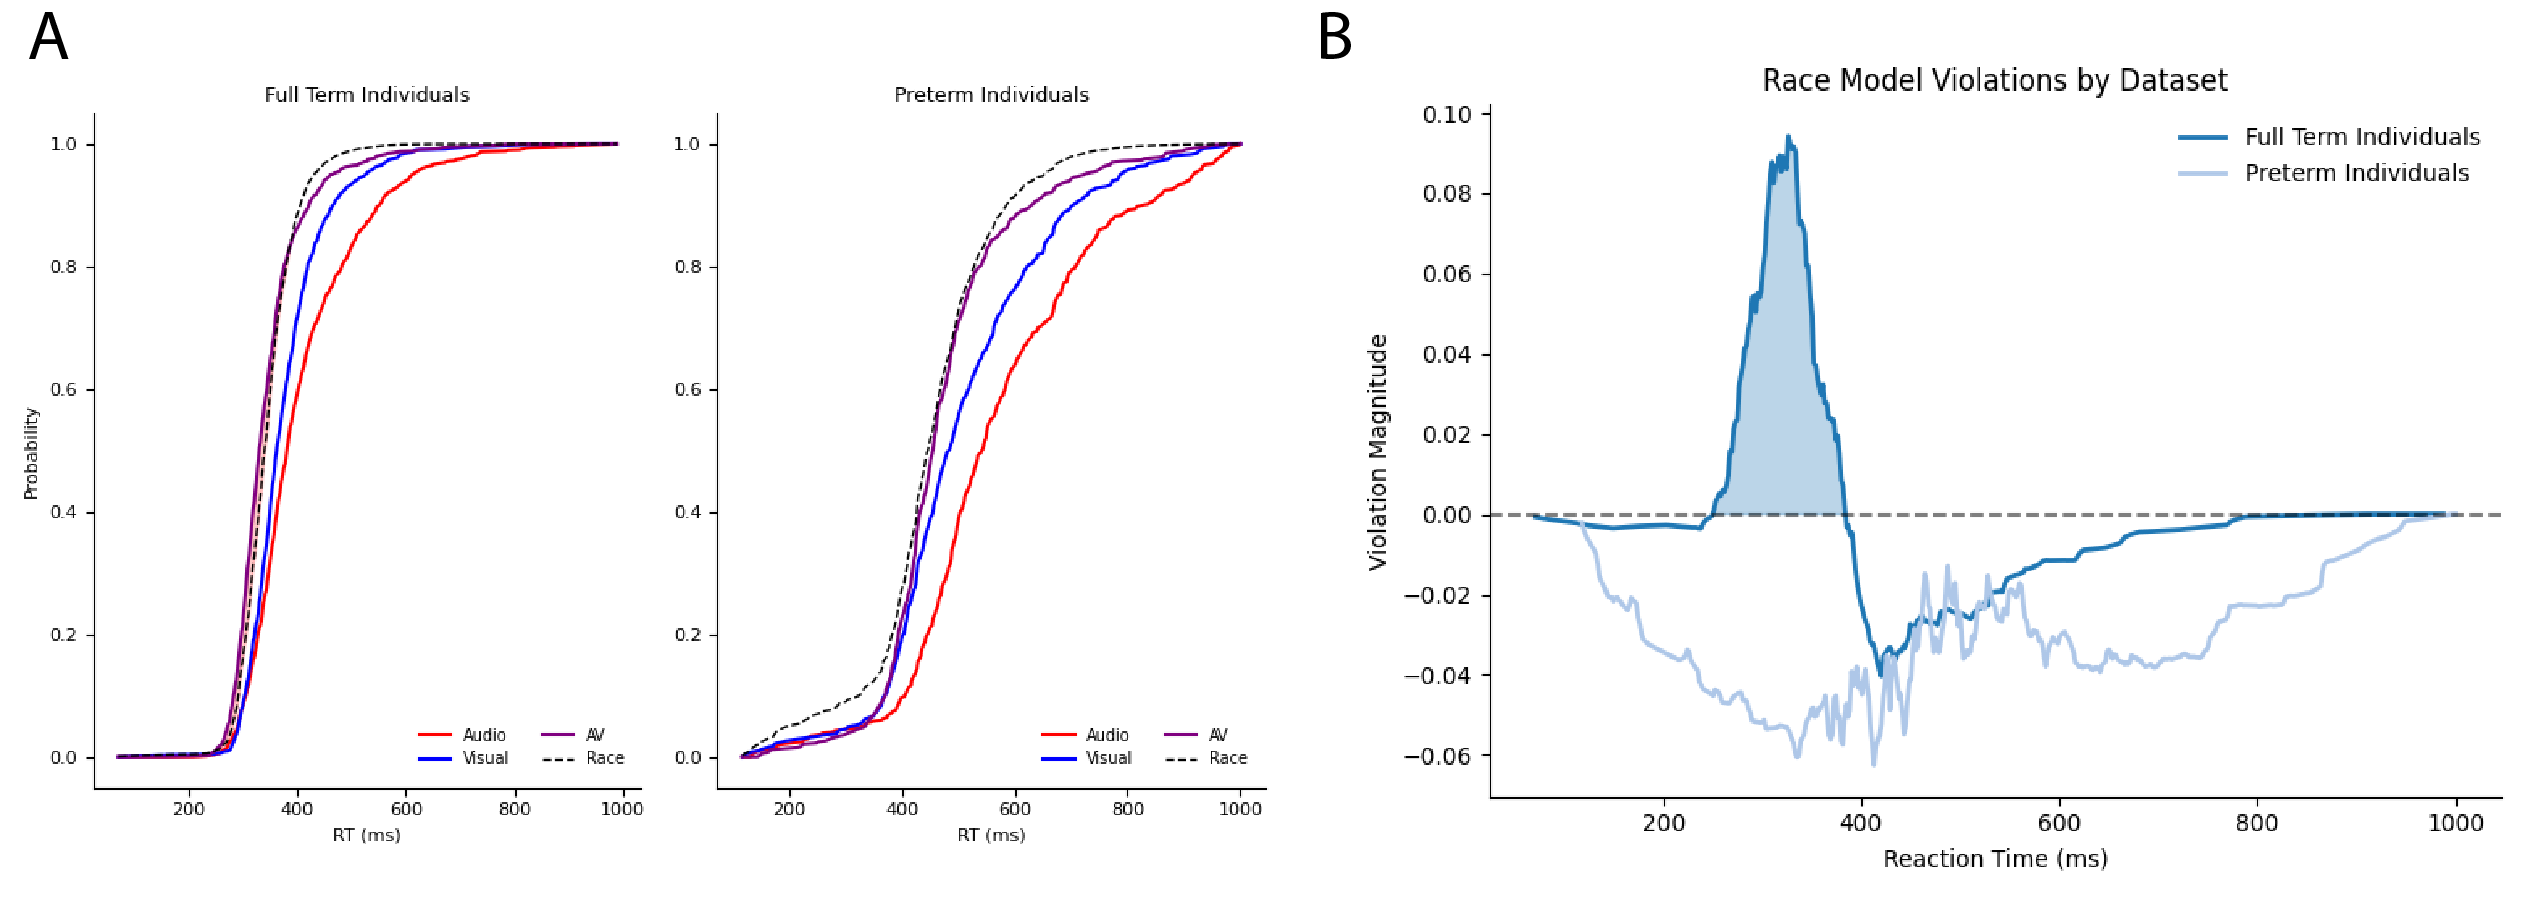 A
Full Term Individuals
Probability
1.0
0.8
0.6
0.4
0.2
0.0
200 400 600 800 1000
RT (ms)
Audio AV
Visual Race
Preterm Individuals
1.0
0.8
0.6
0.4
0.2
0.0
200 400 600 800 1000
RT (ms)
Audio AV
Visual Race
B
Race Model Violations by Dataset
Full Term Individuals
Preterm Individuals
Violation Magnitude
0.10
0.08
0.06
0.04
0.02
0.00
−0.02
−0.04
−0.06
200 400 600 800 1000
Reaction Time (ms)